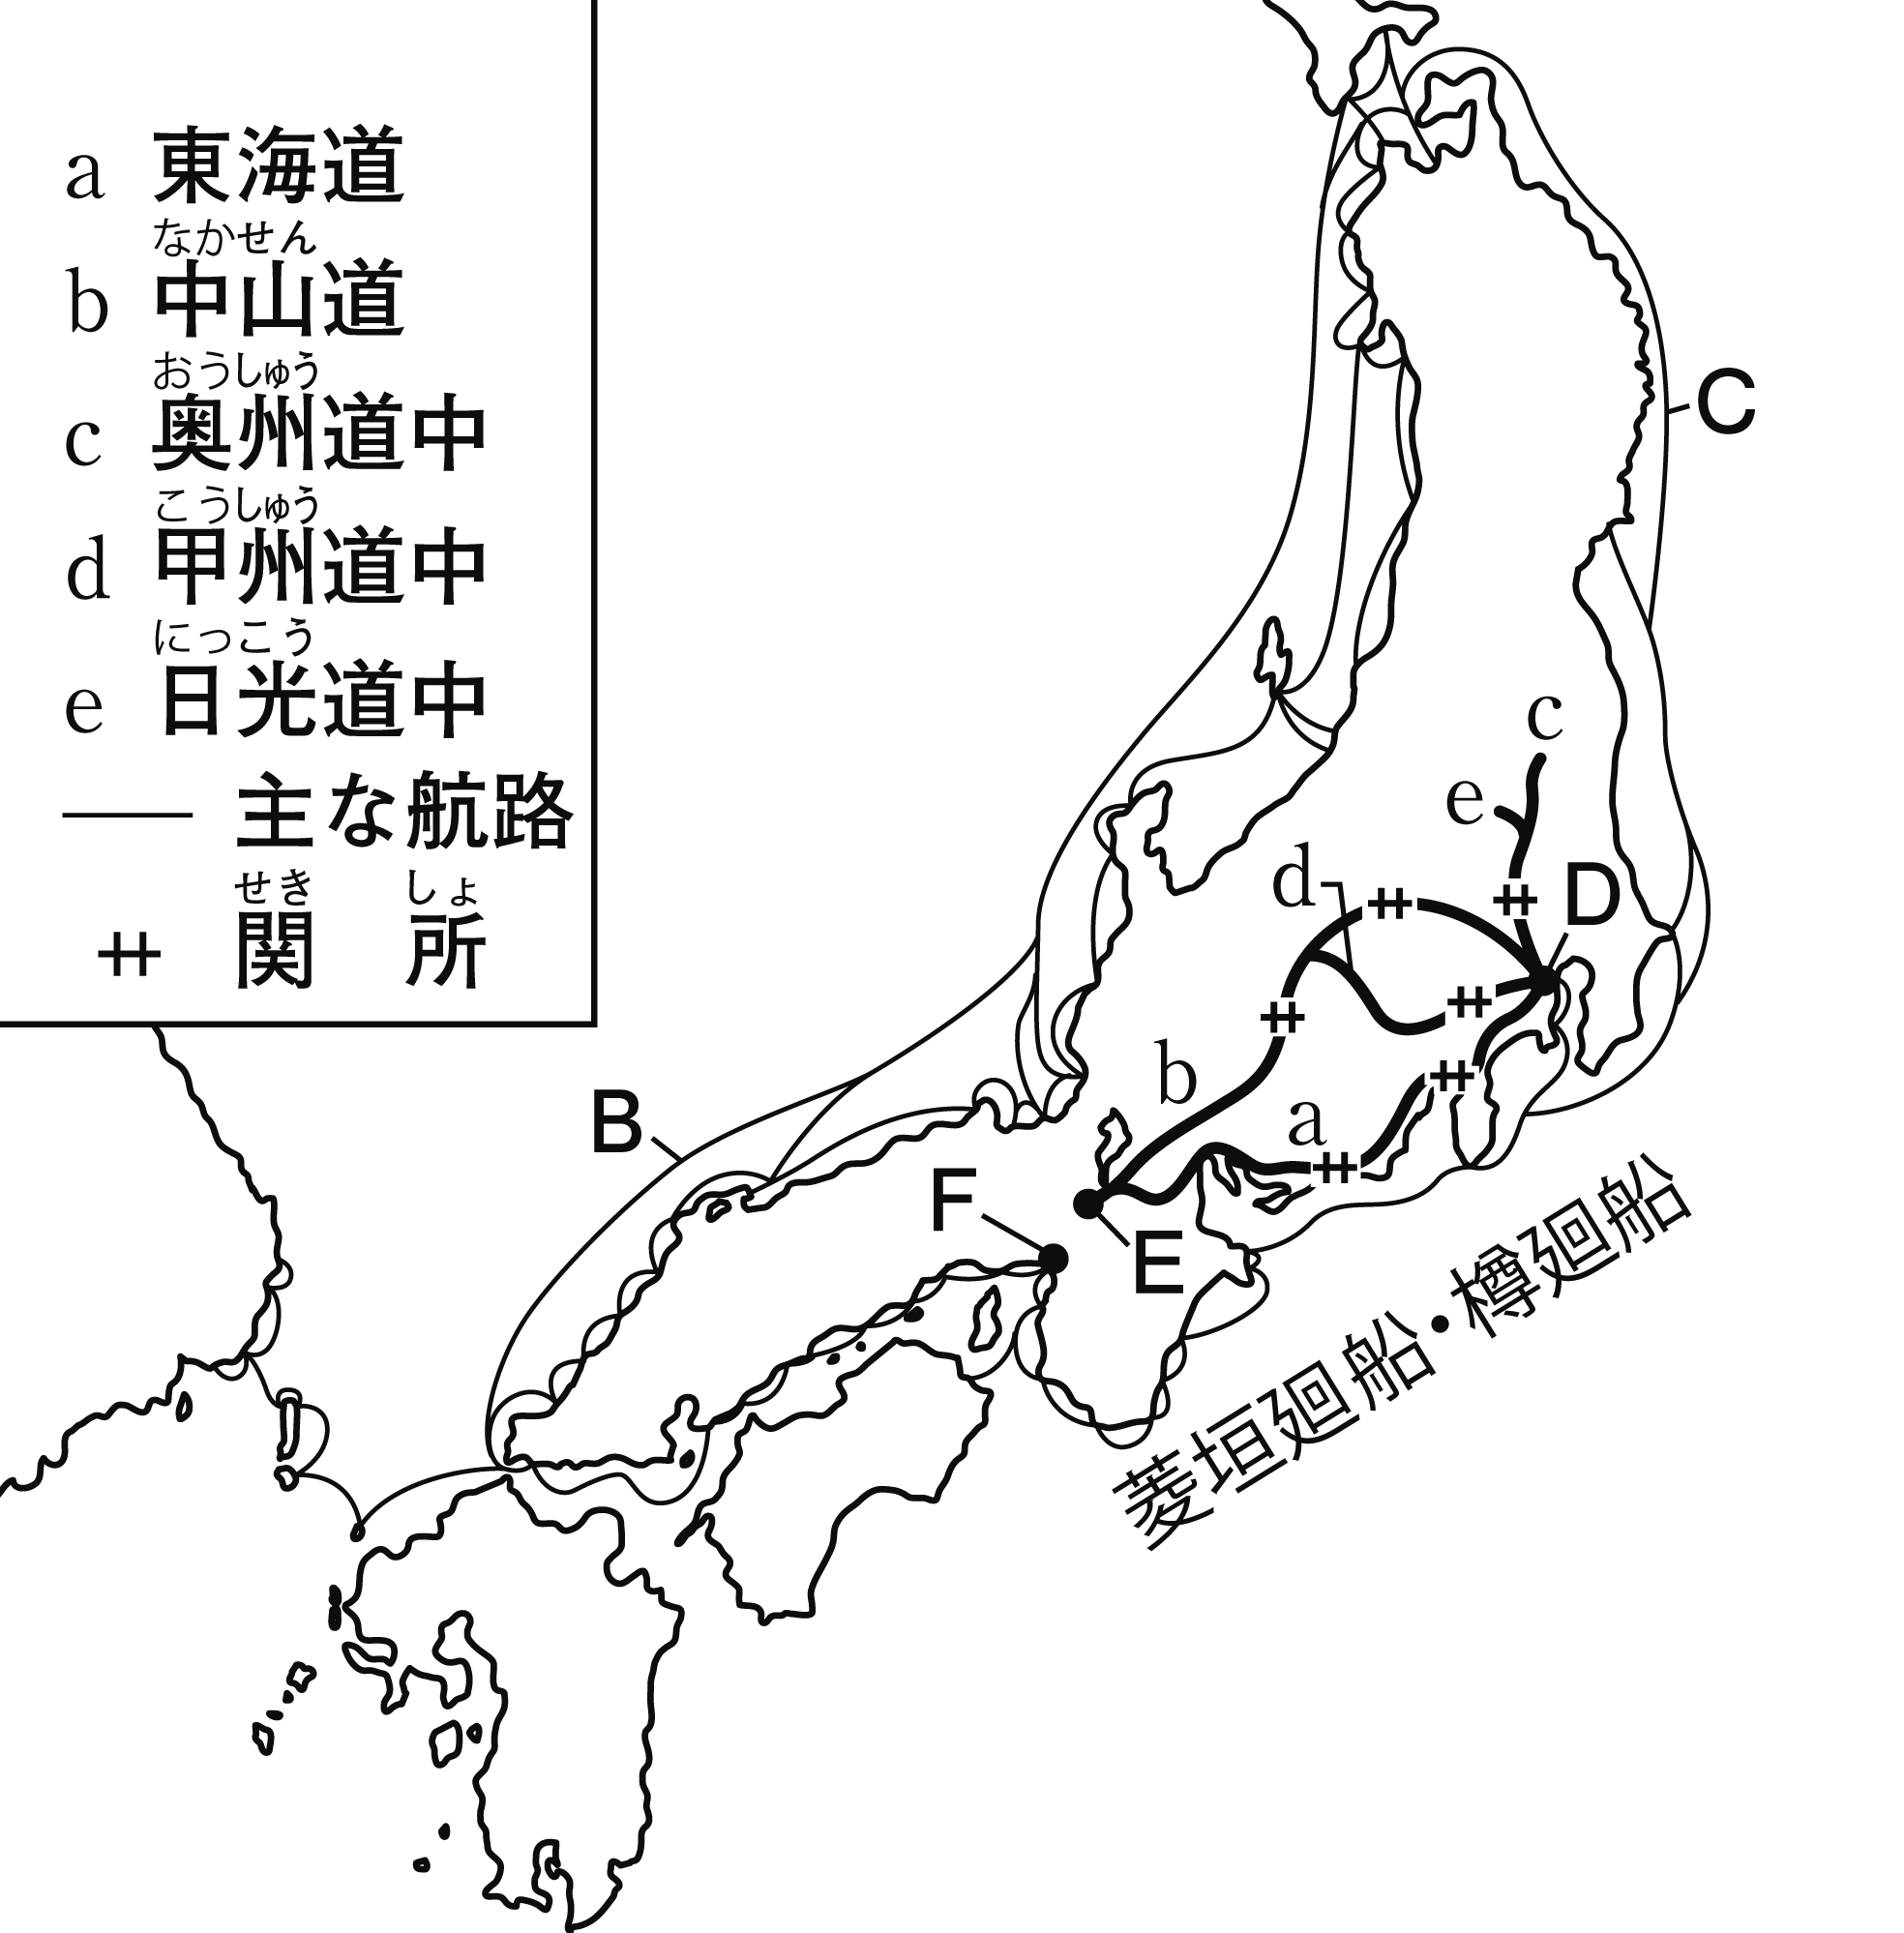 a 東海道
なかせん
b 中山道
おうしゅう
c 奥州道中
こうしゅう
d 甲州道中
にっこう
e 日光道中
主な航路
せき しょ
関所
C
c
e
D
d
b
a
B
F
E
菱垣廻船・樽廻船